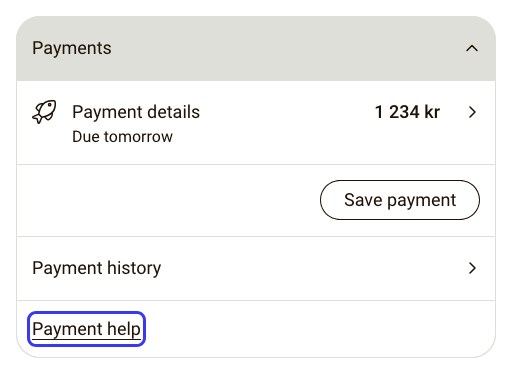 Payments
Payment details 1 234 kr
Due tomorrow
Save payment
Payment history
Payment help